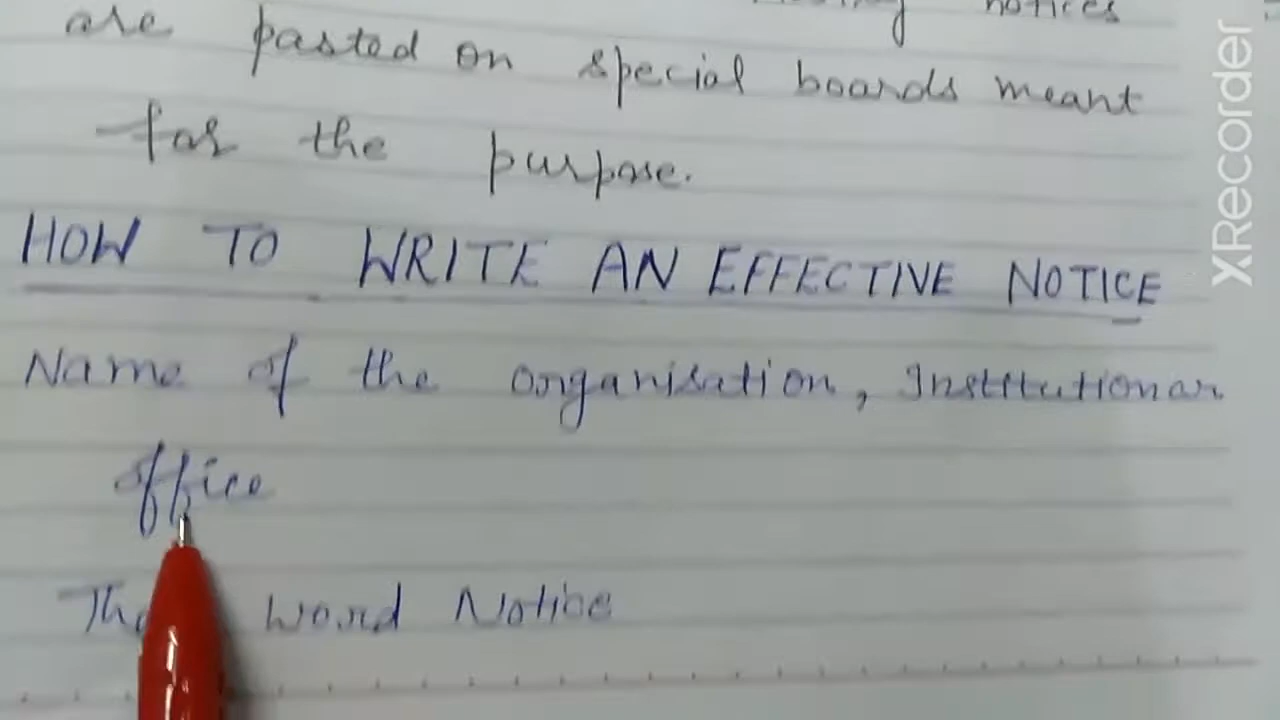 notices
are pasted on special boards meant
for the purpose.
HOW TO WRITE AN EFFECTIVE NOTICE
Name of the organisation, Institution or
office
The word Notice
XRecorder